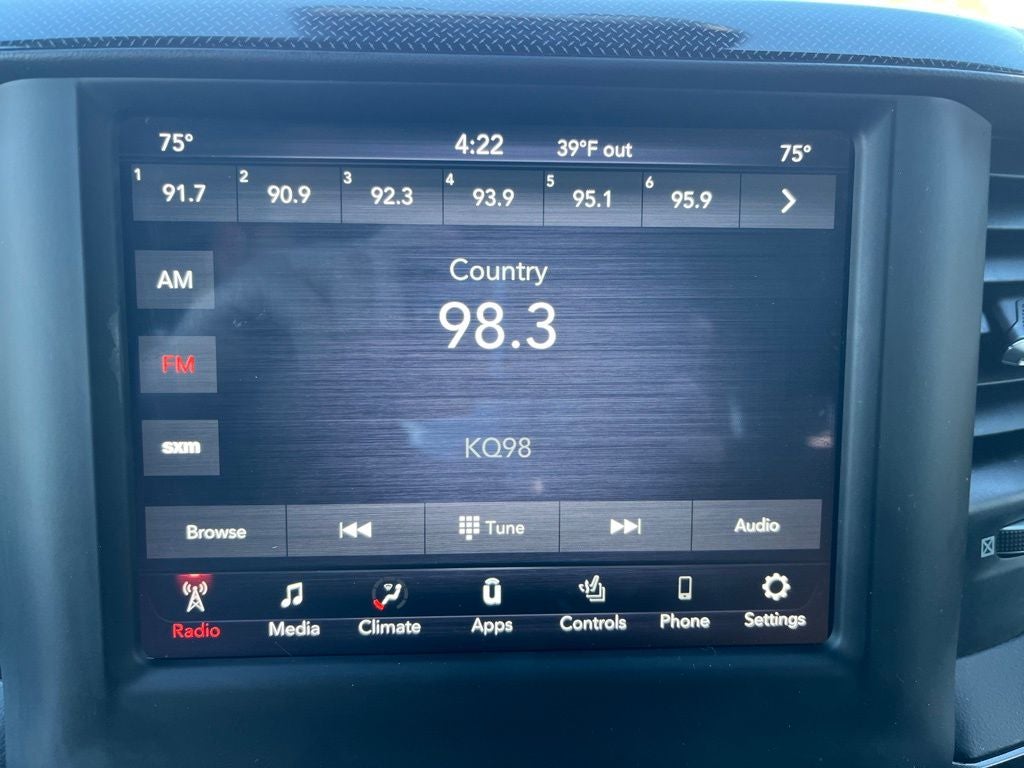 75° 4:22 39°F out 75°
1 91.7 2 90.9 3 92.3 4 93.9 5 95.1 6 95.9
AM
Country
98.3
FM
sxm
KQ98
Browse Tune Audio
Radio Media Climate Apps Controls Phone Settings